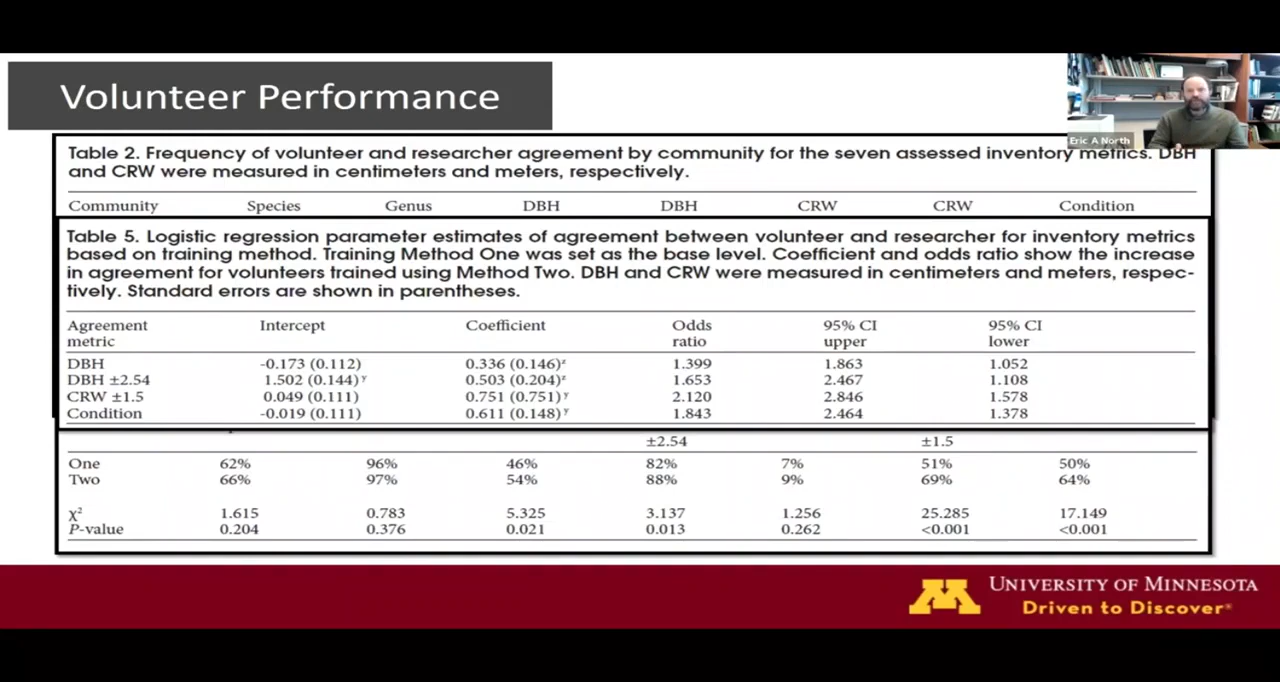 Volunteer Performance
Eric A North
Table 2. Frequency of volunteer and researcher agreement by community for the seven assessed inventory metrics. DBH
and CRW were measured in centimeters and meters, respectively.
Community Species Genus DBH DBH CRW CRW Condition
Table 5. Logistic regression parameter estimates of agreement between volunteer and researcher for inventory metrics
based on training method. Training Method One was set as the base level. Coefficient and odds ratio show the increase
in agreement for volunteers trained using Method Two. DBH and CRW were measured in centimeters and meters, respec-
tively. Standard errors are shown in parentheses.
Agreement Intercept Coefficient Odds 95% CI 95% CI
metric ratio upper lower
DBH -0.173 (0.112) 0.336 (0.146)ᶻ 1.399 1.863 1.052
DBH ±2.54 1.502 (0.144)ʸ 0.503 (0.204)ᶻ 1.653 2.467 1.108
CRW ±1.5 0.049 (0.111) 0.751 (0.751)ʸ 2.120 2.846 1.578
Condition -0.019 (0.111) 0.611 (0.148)ʸ 1.843 2.464 1.378
±2.54 ±1.5
One 62% 96% 46% 82% 7% 51% 50%
Two 66% 97% 54% 88% 9% 69% 64%
χ² 1.615 0.783 5.325 3.137 1.256 25.285 17.149
P-value 0.204 0.376 0.021 0.013 0.262 <0.001 <0.001
M
UNIVERSITY OF MINNESOTA
Driven to Discover®